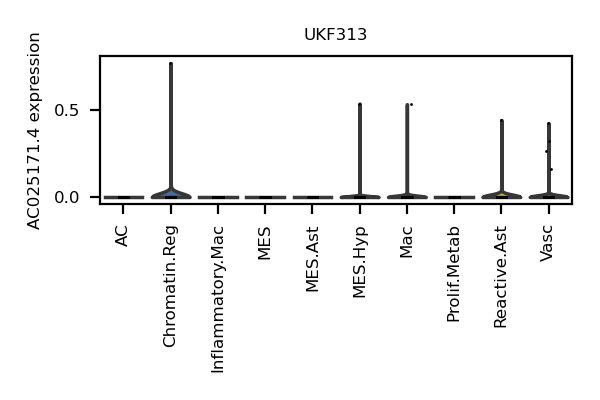 UKF313
AC025171.4 expression
0.5
0.0
AC
Chromatin.Reg
Inflammatory.Mac
MES
MES.Ast
MES.Hyp
Mac
Prolif.Metab
Reactive.Ast
Vasc